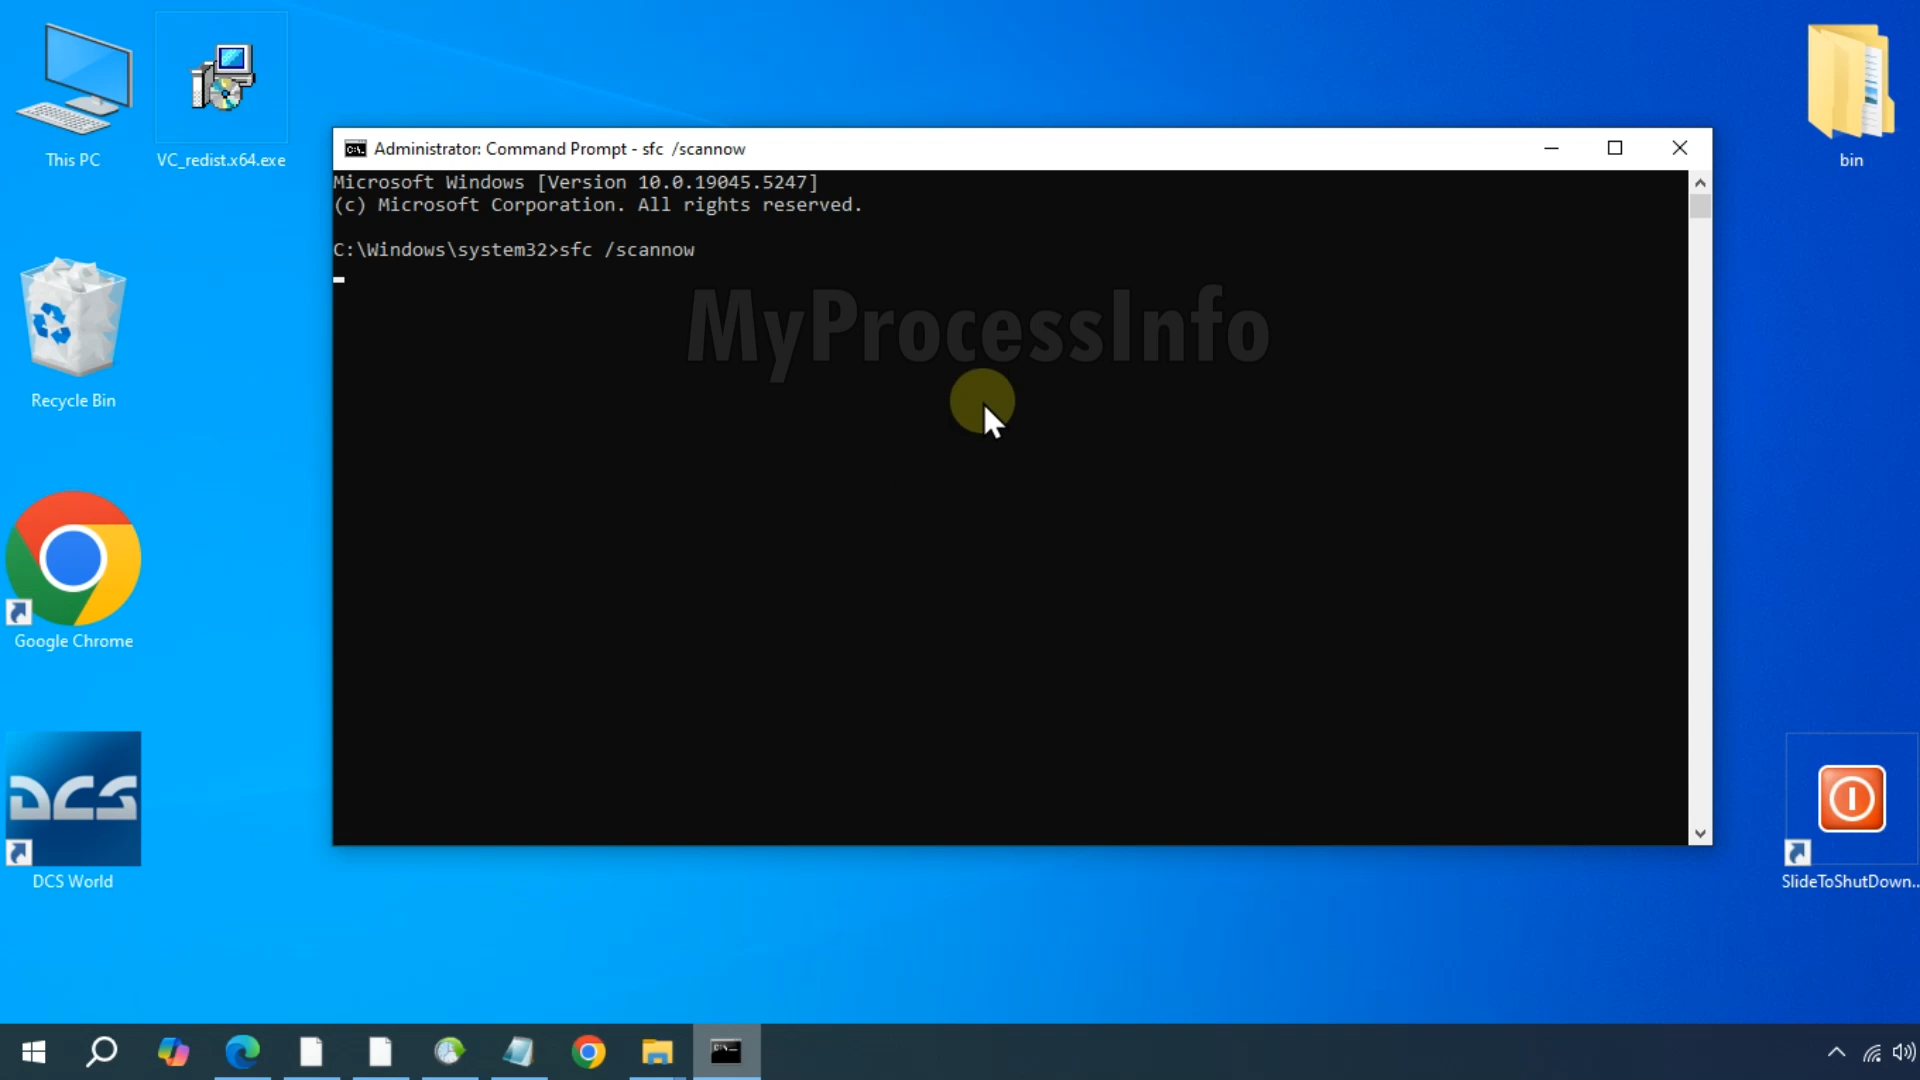 This PC
VC_redist.x64.exe
bin
Administrator: Command Prompt - sfc  /scannow
Microsoft Windows [Version 10.0.19045.5247]
(c) Microsoft Corporation. All rights reserved.
C:\Windows\system32>sfc /scannow
MyProcessInfo
Recycle Bin
Google Chrome
DCS
DCS World
SlideToShutDown...